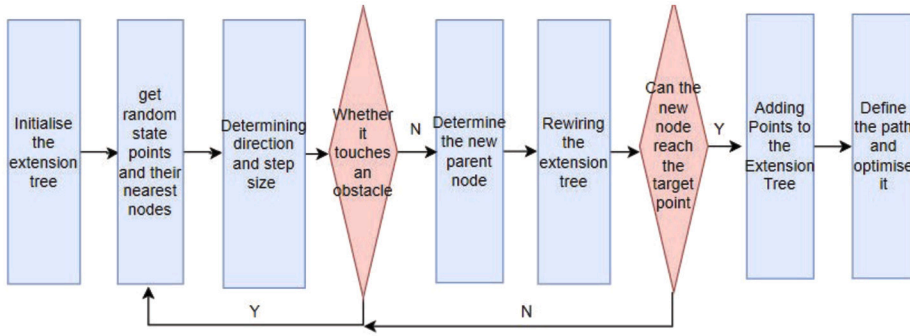 Initialise
the
extension
tree
get
random
state
points
and their
nearest
nodes
Determining
direction
and step
size
Whether
it
touches
an
obstacle
N
Determine
the new
parent
node
Rewiring
the
extension
tree
Can the
new
node
reach
the
target
point
Y
Adding
Points to
the
Extension
Tree
Define
the path
and
optimise
it
Y
N